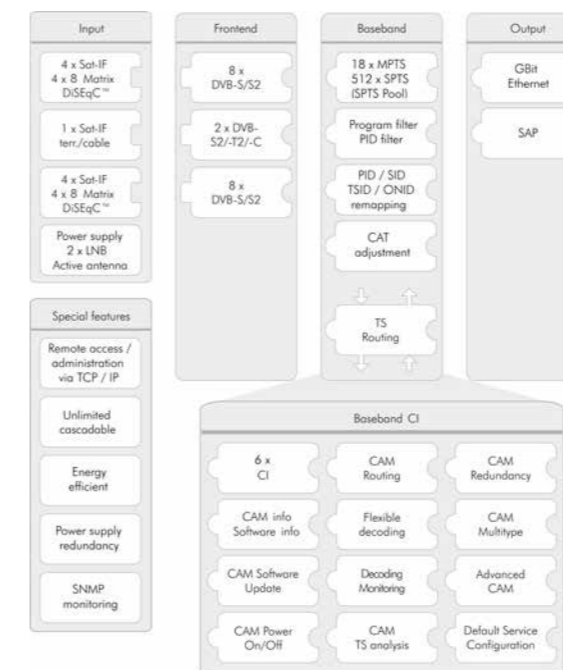 Input
4 x Sat-IF
4 x 8 Matrix
DiSEqC™
1 x Sat-IF
terr./cable
4 x Sat-IF
4 x 8 Matrix
DiSEqC™
Power supply
2 x LNB
Active antenna
Special features
Remote access /
administration
via TCP / IP
Unlimited
cascadable
Energy
efficient
Power supply
redundancy
SNMP
monitoring
Frontend
8 x
DVB-S/S2
2 x DVB-
S2/-T2/-C
8 x
DVB-S/S2
Baseband
18 x MPTS
512 x SPTS
(SPTS Pool)
Program filter
PID filter
PID / SID
TSID / ONID
remapping
CAT
adjustment
TS
Routing
Output
GBit
Ethernet
SAP
Baseband CI
6 x
CI
CAM
Routing
CAM
Redundancy
CAM info
Software info
Flexible
decoding
CAM
Multitype
CAM Software
Update
Decoding
Monitoring
Advanced
CAM
CAM Power
On/Off
CAM
TS analysis
Default Service
Configuration